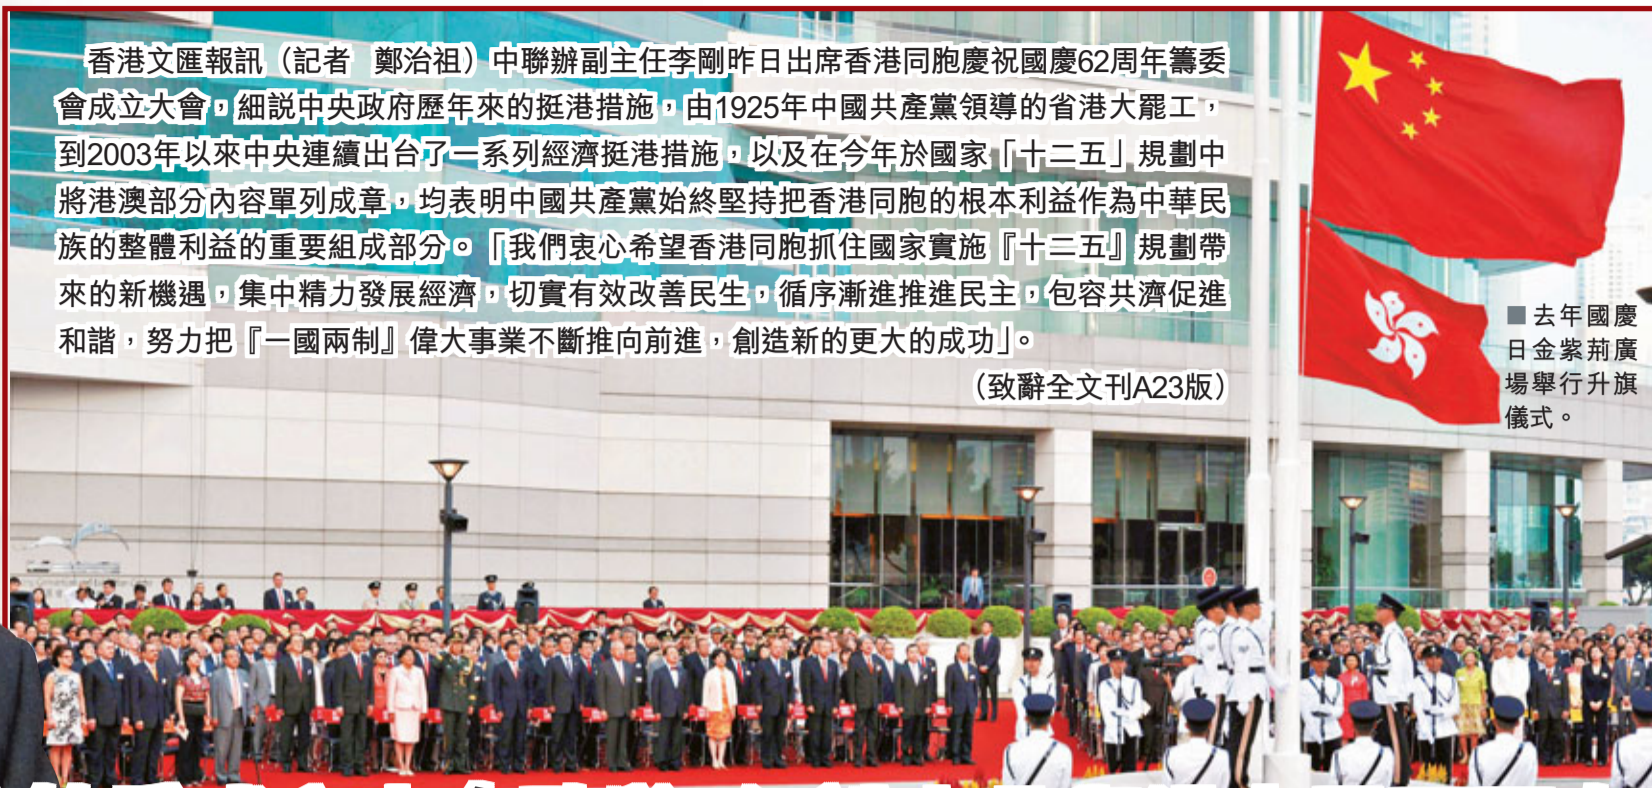 香港文匯報訊（記者 鄭治祖）中聯辦副主任李剛昨日出席香港同胞慶祝國慶62周年籌委
會成立大會，細説中央政府歷年來的挺港措施，由1925年中國共產黨領導的省港大罷工，
到2003年以來中央連續出台了一系列經濟挺港措施，以及在今年於國家「十二五」規劃中
將港澳部分內容單列成章，均表明中國共產黨始終堅持把香港同胞的根本利益作為中華民
族的整體利益的重要組成部分。「我們衷心希望香港同胞抓住國家實施『十二五』規劃帶
來的新機遇，集中精力發展經濟，切實有效改善民生，循序漸進推進民主，包容共濟促進
和諧，努力把『一國兩制』偉大事業不斷推向前進，創造新的更大的成功」。
（致辭全文刊A23版）
■去年國慶
日金紫荊廣
場舉行升旗
儀式。